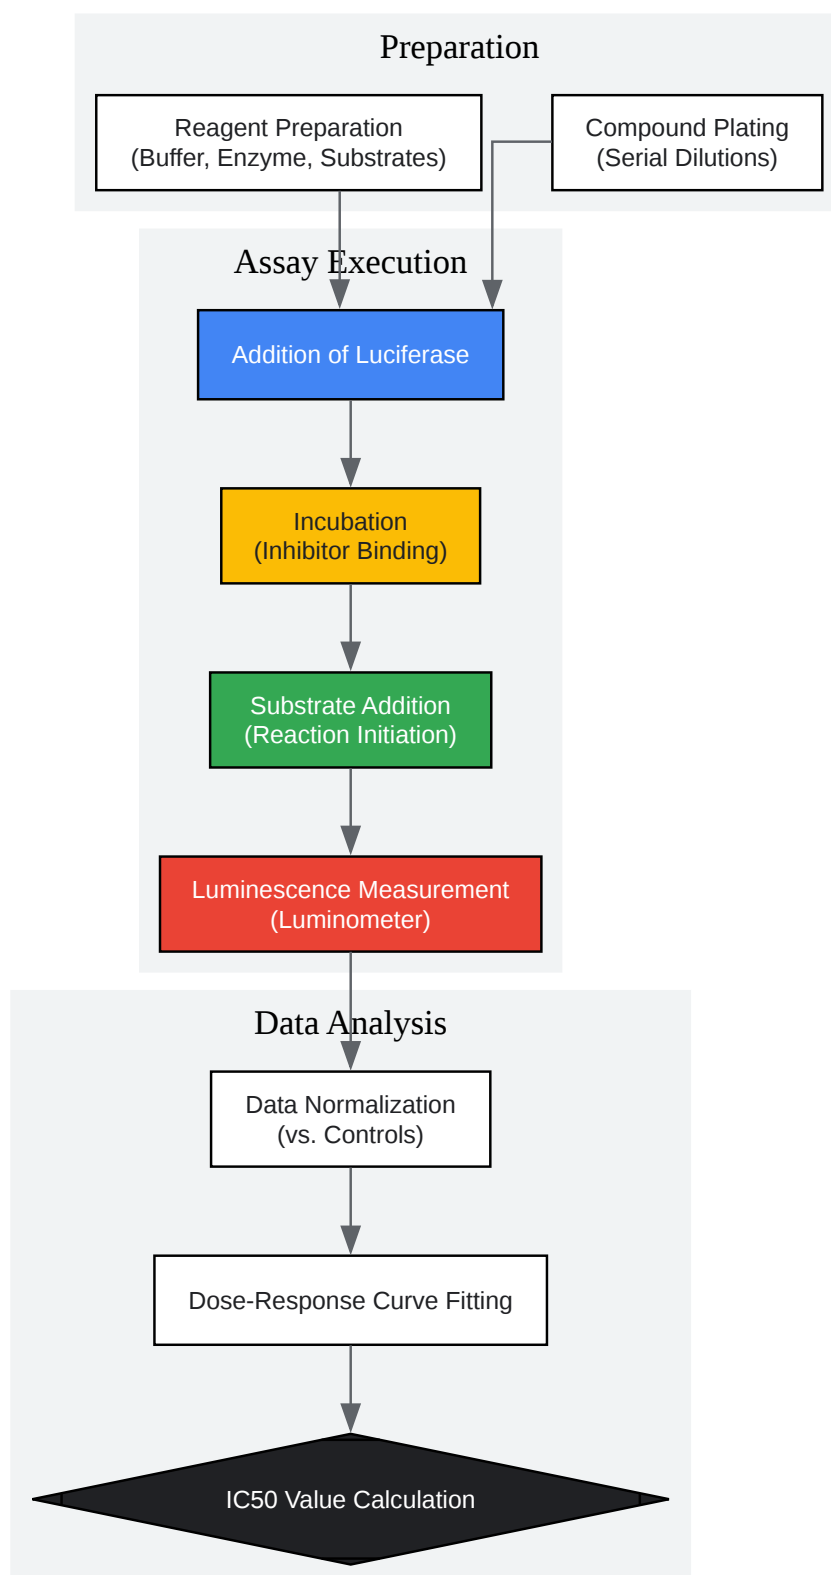 Preparation
Reagent Preparation
(Buffer, Enzyme, Substrates)
Compound Plating
(Serial Dilutions)
Assay Execution
Addition of Luciferase
Incubation
(Inhibitor Binding)
Substrate Addition
(Reaction Initiation)
Luminescence Measurement
(Luminometer)
Data Analysis
Data Normalization
(vs. Controls)
Dose-Response Curve Fitting
IC50 Value Calculation